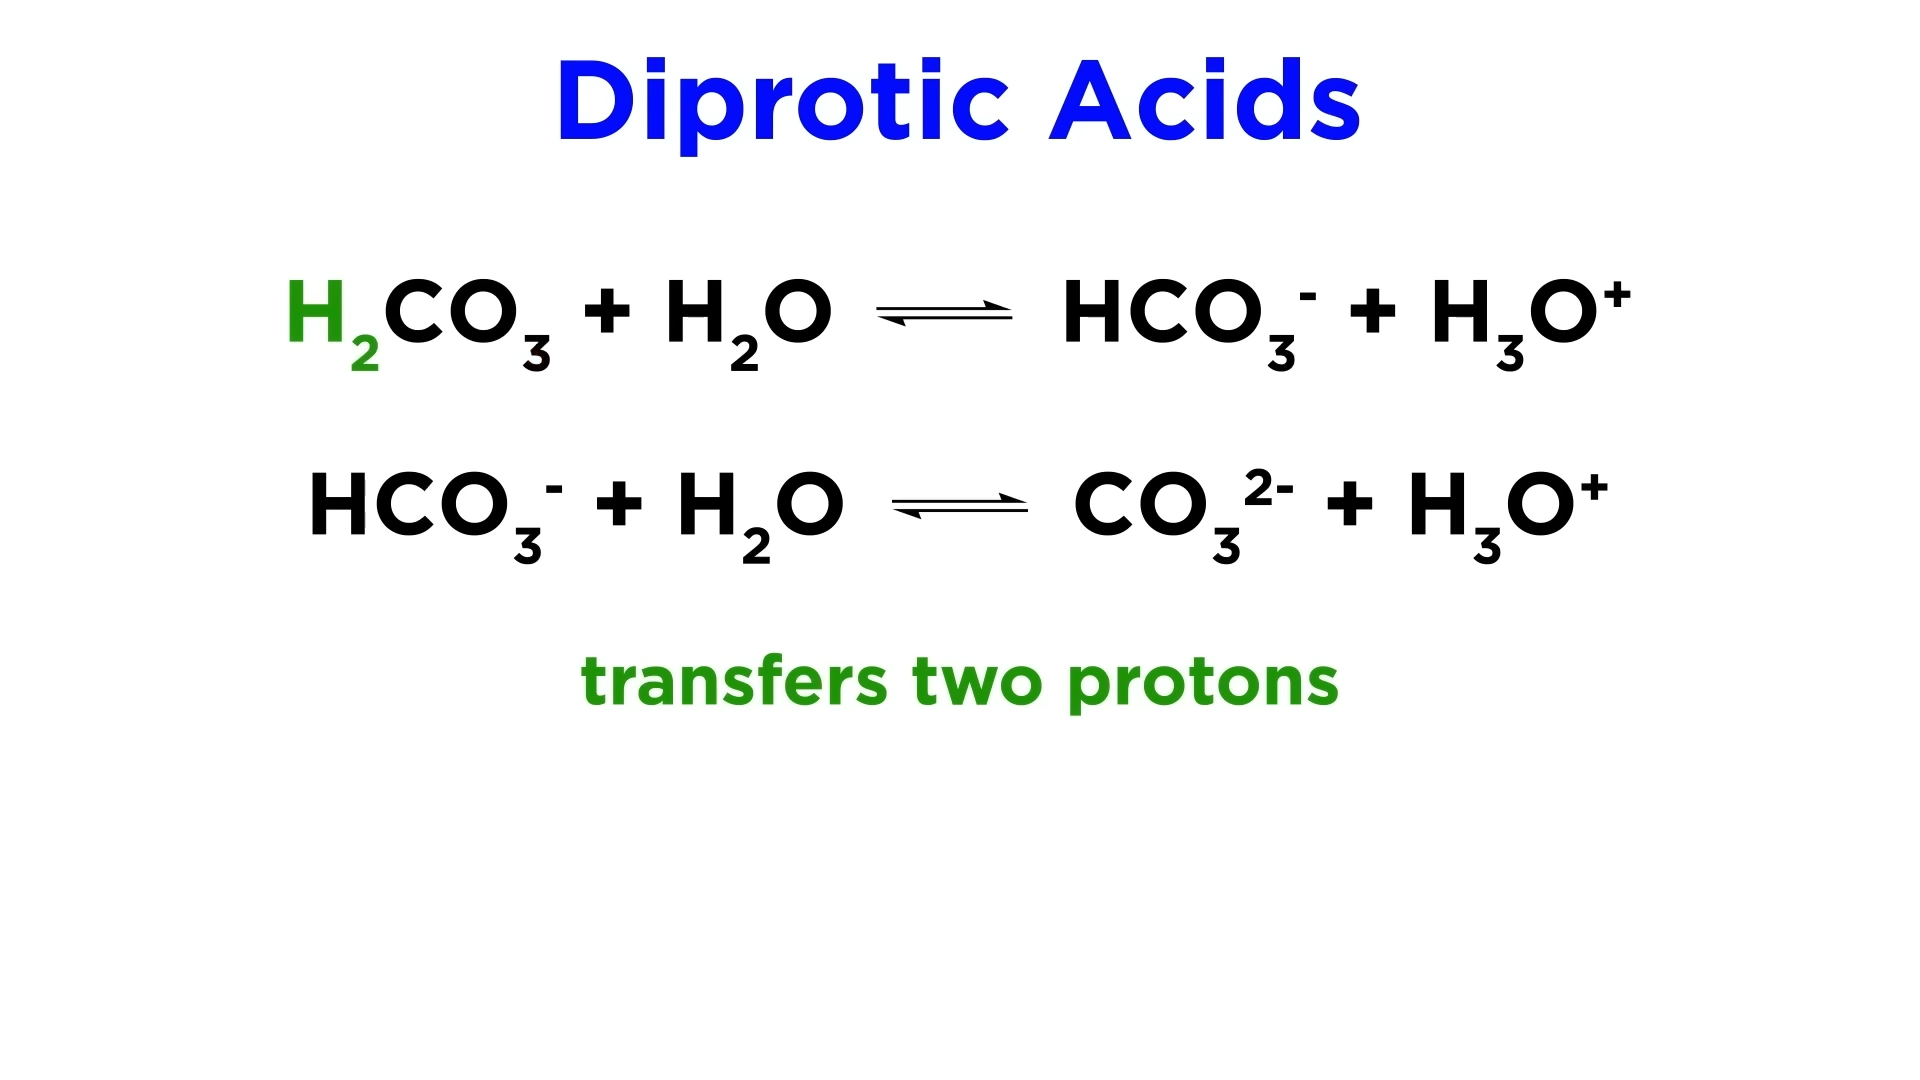 Diprotic Acids
H₂CO₃ + H₂O ⇌ HCO₃⁻ + H₃O⁺
HCO₃⁻ + H₂O ⇌ CO₃²⁻ + H₃O⁺
transfers two protons